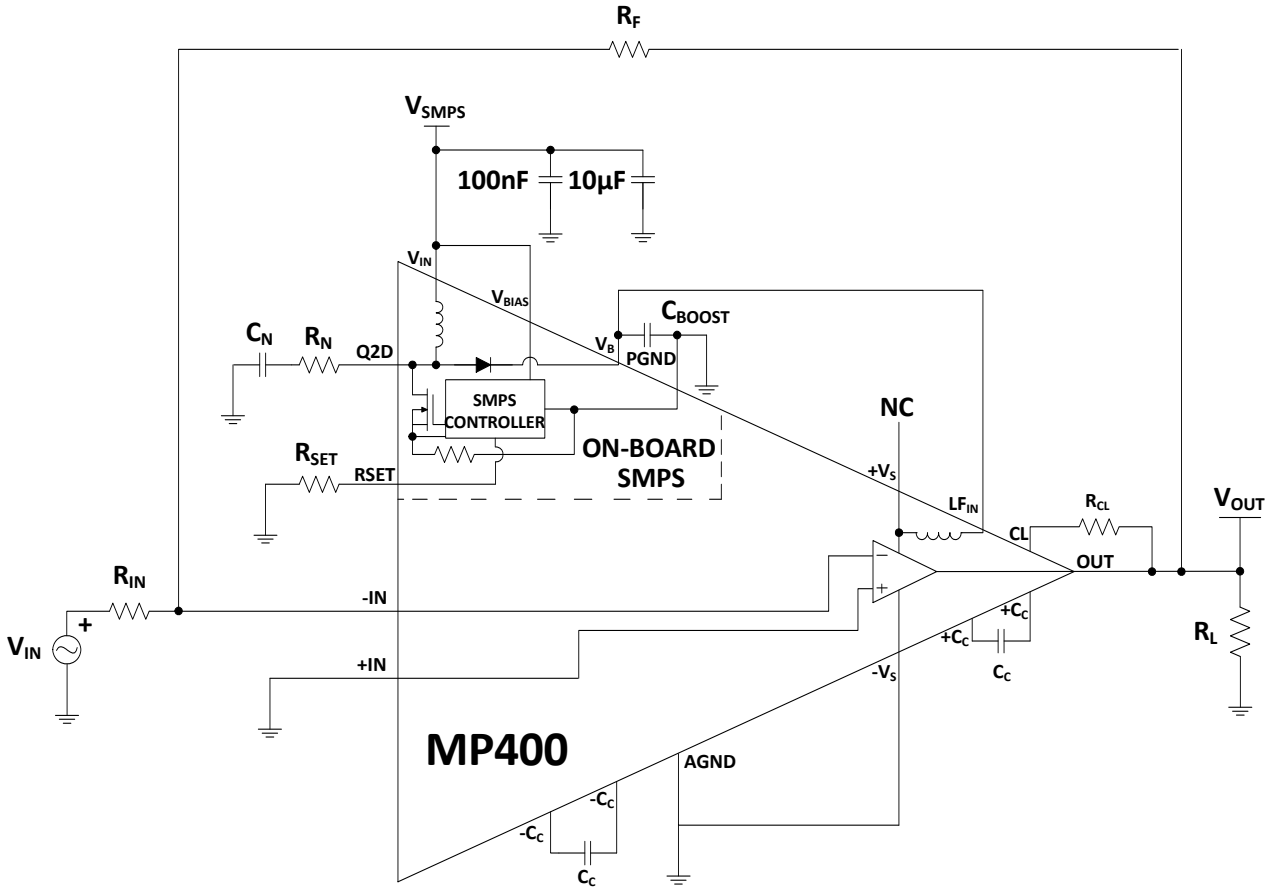 RF
VSMPS
100nF
10µF
VIN
VBIAS
CBOOST
CN
RN
Q2D
VB
PGND
SMPS
CONTROLLER
NC
ON-BOARD
SMPS
RSET
RSET
+VS
LFIN
RCL
VOUT
CL
OUT
RIN
-IN
+
VIN
−
+
+CC
+CC
CC
RL
+IN
-VS
MP400
AGND
-CC
-CC
CC